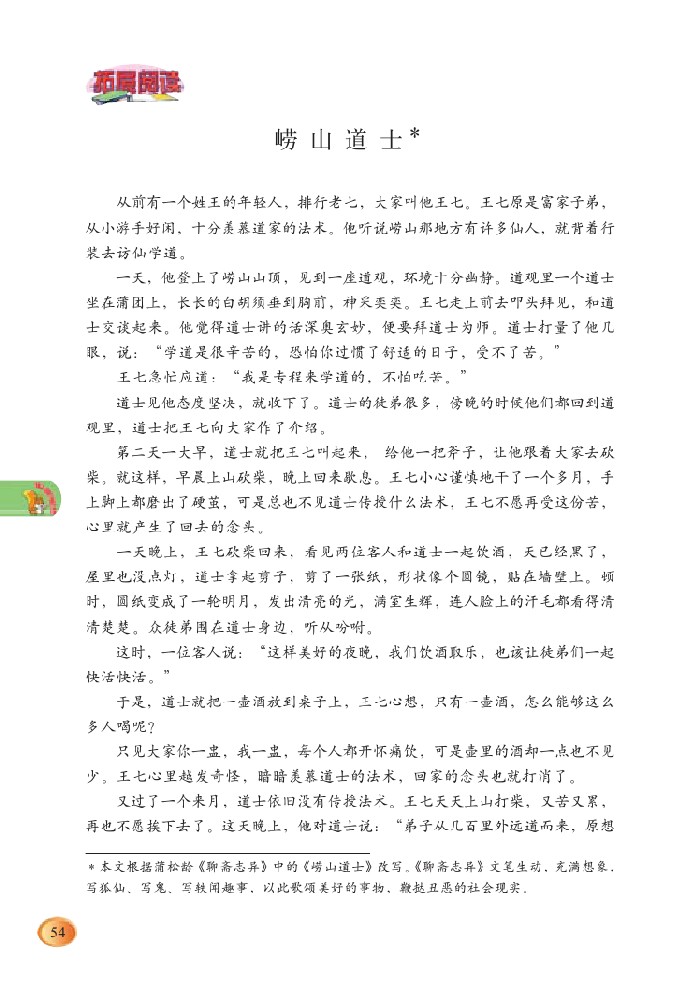 拓展阅读
崂山道士*
从前有一个姓王的年轻人，排行老七，大家叫他王七。王七原是富家子弟，
从小游手好闲，十分羡慕道家的法术。他听说崂山那地方有许多仙人，就背着行
装去访仙学道。
一天，他登上了崂山山顶，见到一座道观，环境十分幽静。道观里一个道士
坐在蒲团上，长长的白胡须垂到胸前，神采奕奕。王七走上前去叩头拜见，和道
士交谈起来。他觉得道士讲的话深奥玄妙，便要拜道士为师。道士打量了他几
眼，说：“学道是很辛苦的，恐怕你过惯了舒适的日子，受不了苦。”
王七急忙应道：“我是专程来学道的，不怕吃苦。”
道士见他态度坚决，就收下了。道士的徒弟很多，傍晚的时候他们都回到道
观里，道士把王七向大家作了介绍。
第二天一大早，道士就把王七叫起来， 给他一把斧子，让他跟着大家去砍
柴。就这样，早晨上山砍柴，晚上回来歇息。王七小心谨慎地干了一个多月，手
上脚上都磨出了硬茧，可是总也不见道士传授什么法术，王七不愿再受这份苦，
心里就产生了回去的念头。
一天晚上，王七砍柴回来，看见两位客人和道士一起饮酒，天已经黑了，
屋里也没点灯，道士拿起剪子，剪了一张纸，形状像个圆镜，贴在墙壁上。顿
时，圆纸变成了一轮明月，发出清亮的光，满室生辉，连人脸上的汗毛都看得清
清楚楚。众徒弟围在道士身边，听从吩咐。
这时，一位客人说：“这样美好的夜晚，我们饮酒取乐，也该让徒弟们一起
快活快活。”
于是，道士就把一壶酒放到桌子上，王七心想，只有一壶酒，怎么能够这么
多人喝呢？
只见大家你一盅，我一盅，每个人都开怀痛饮，可是壶里的酒却一点也不见
少。王七心里越发奇怪，暗暗羡慕道士的法术，回家的念头也就打消了。
又过了一个来月，道士依旧没有传授法术。王七天天上山打柴，又苦又累，
再也不愿挨下去了。这天晚上，他对道士说：“弟子从几百里外远道而来，原想
* 本文根据蒲松龄《聊斋志异》中的《崂山道士》改写。《聊斋志异》文笔生动，充满想象，
写狐仙、写鬼、写轶闻趣事，以此歌颂美好的事物，鞭挞丑恶的社会现实。
54